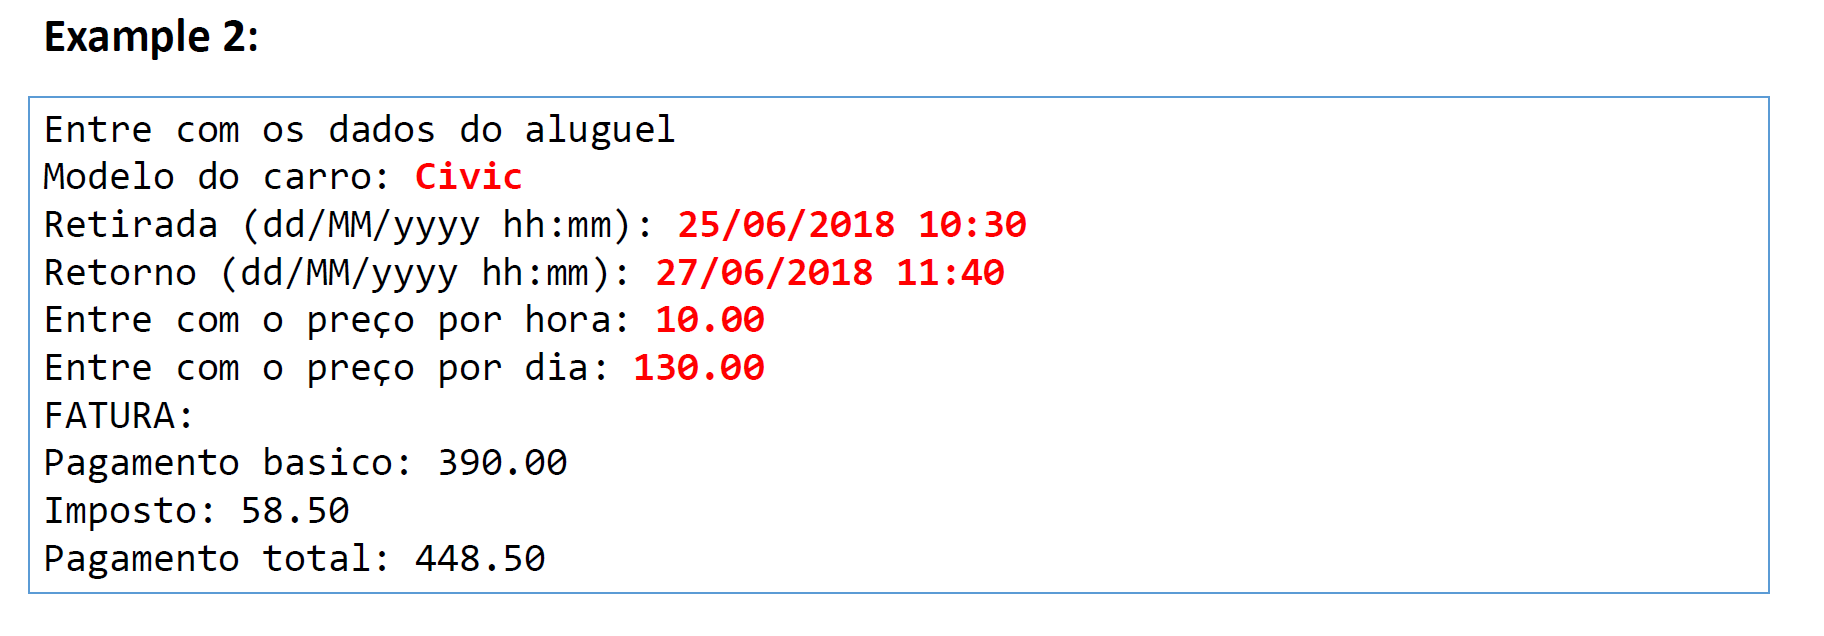 Example 2:
Entre com os dados do aluguel
Modelo do carro: Civic
Retirada (dd/MM/yyyy hh:mm): 25/06/2018 10:30
Retorno (dd/MM/yyyy hh:mm): 27/06/2018 11:40
Entre com o preço por hora: 10.00
Entre com o preço por dia: 130.00
FATURA:
Pagamento basico: 390.00
Imposto: 58.50
Pagamento total: 448.50